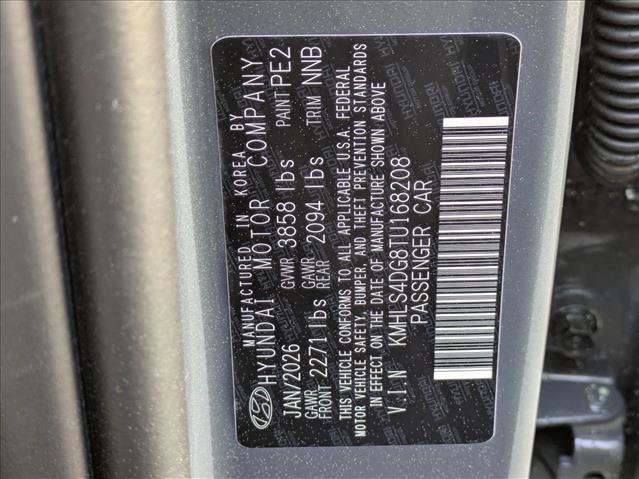 MANUFACTURED IN KOREA BY
HYUNDAI MOTOR COMPANY
JAN/2026 GVWR 3858 lbs PAINT PE2
GAWR FRONT 2271 lbs GAWR REAR 2094 lbs TRIM NNB
THIS VEHICLE CONFORMS TO ALL APPLICABLE U.S.A. FEDERAL
MOTOR VEHICLE SAFETY, BUMPER, AND THEFT PREVENTION STANDARDS
IN EFFECT ON THE DATE OF MANUFACTURE SHOWN ABOVE
V.I.N KMHLS4DG8TU168208
PASSENGER CAR